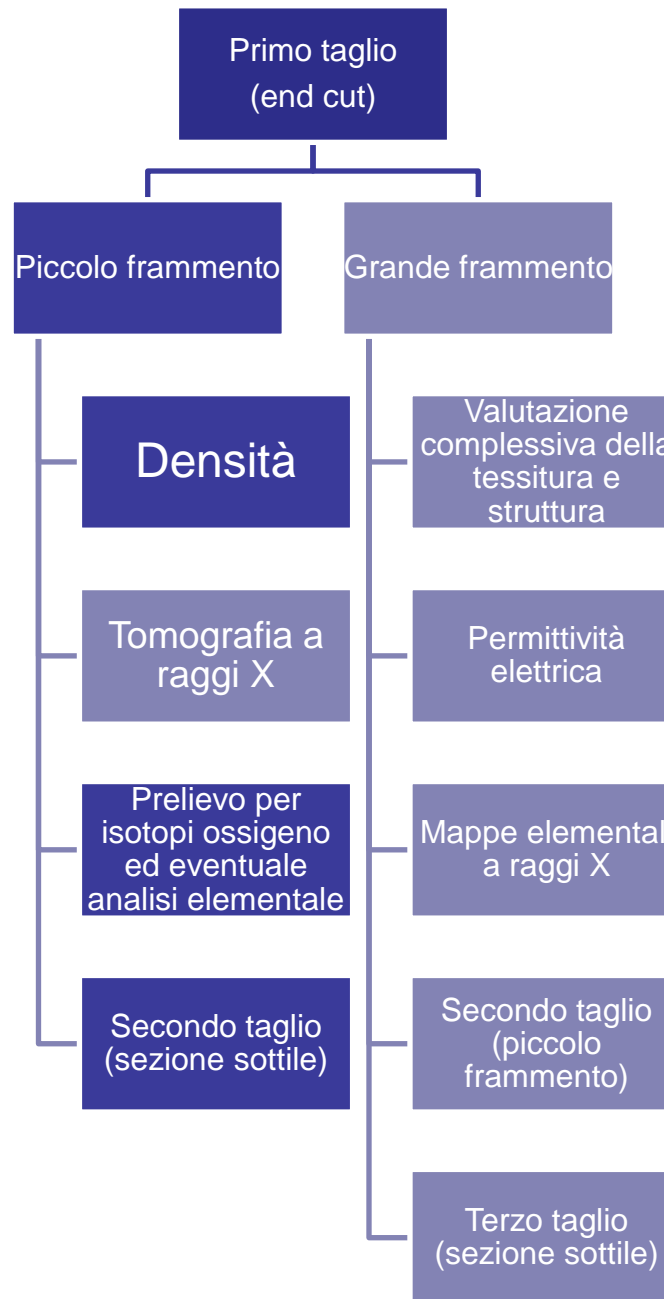 Primo taglio
(end cut)
Piccolo frammento
Densità
Tomografia a
raggi X
Prelievo per
isotopi ossigeno
ed eventuale
analisi elementale
Secondo taglio
(sezione sottile)
Grande frammento
Valutazione
complessiva della
tessitura e
struttura
Permittività
elettrica
Mappe elemental
a raggi X
Secondo taglio
(piccolo
frammento)
Terzo taglio
(sezione sottile)